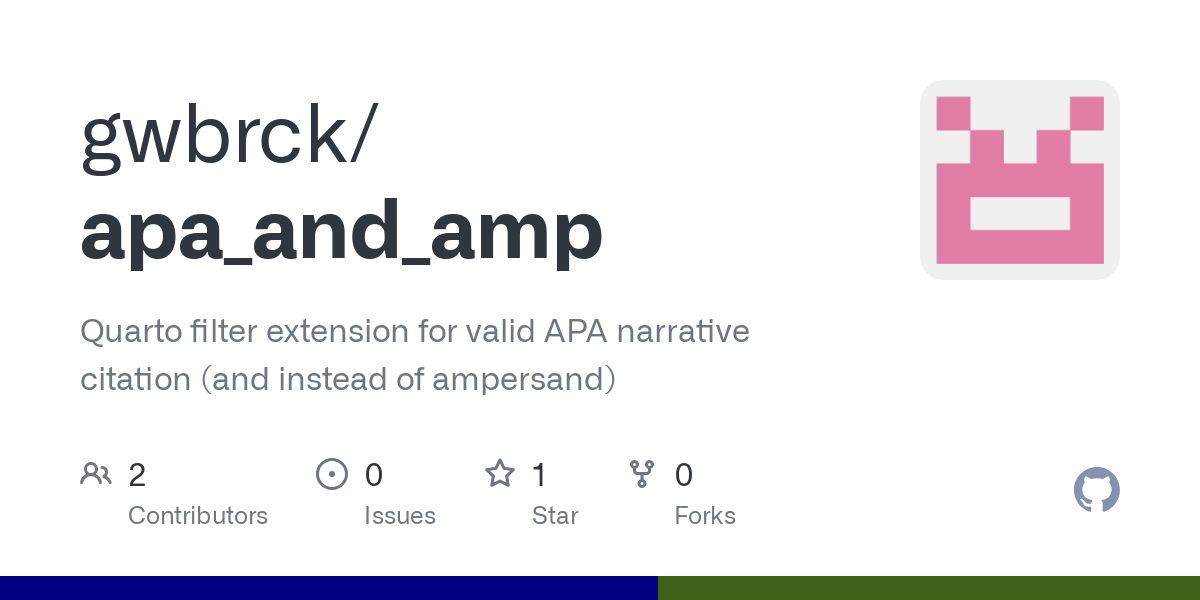 gwbrck/
apa_and_amp
Quarto filter extension for valid APA narrative
citation (and instead of ampersand)
2 0 1 0
Contributors Issues Star Forks